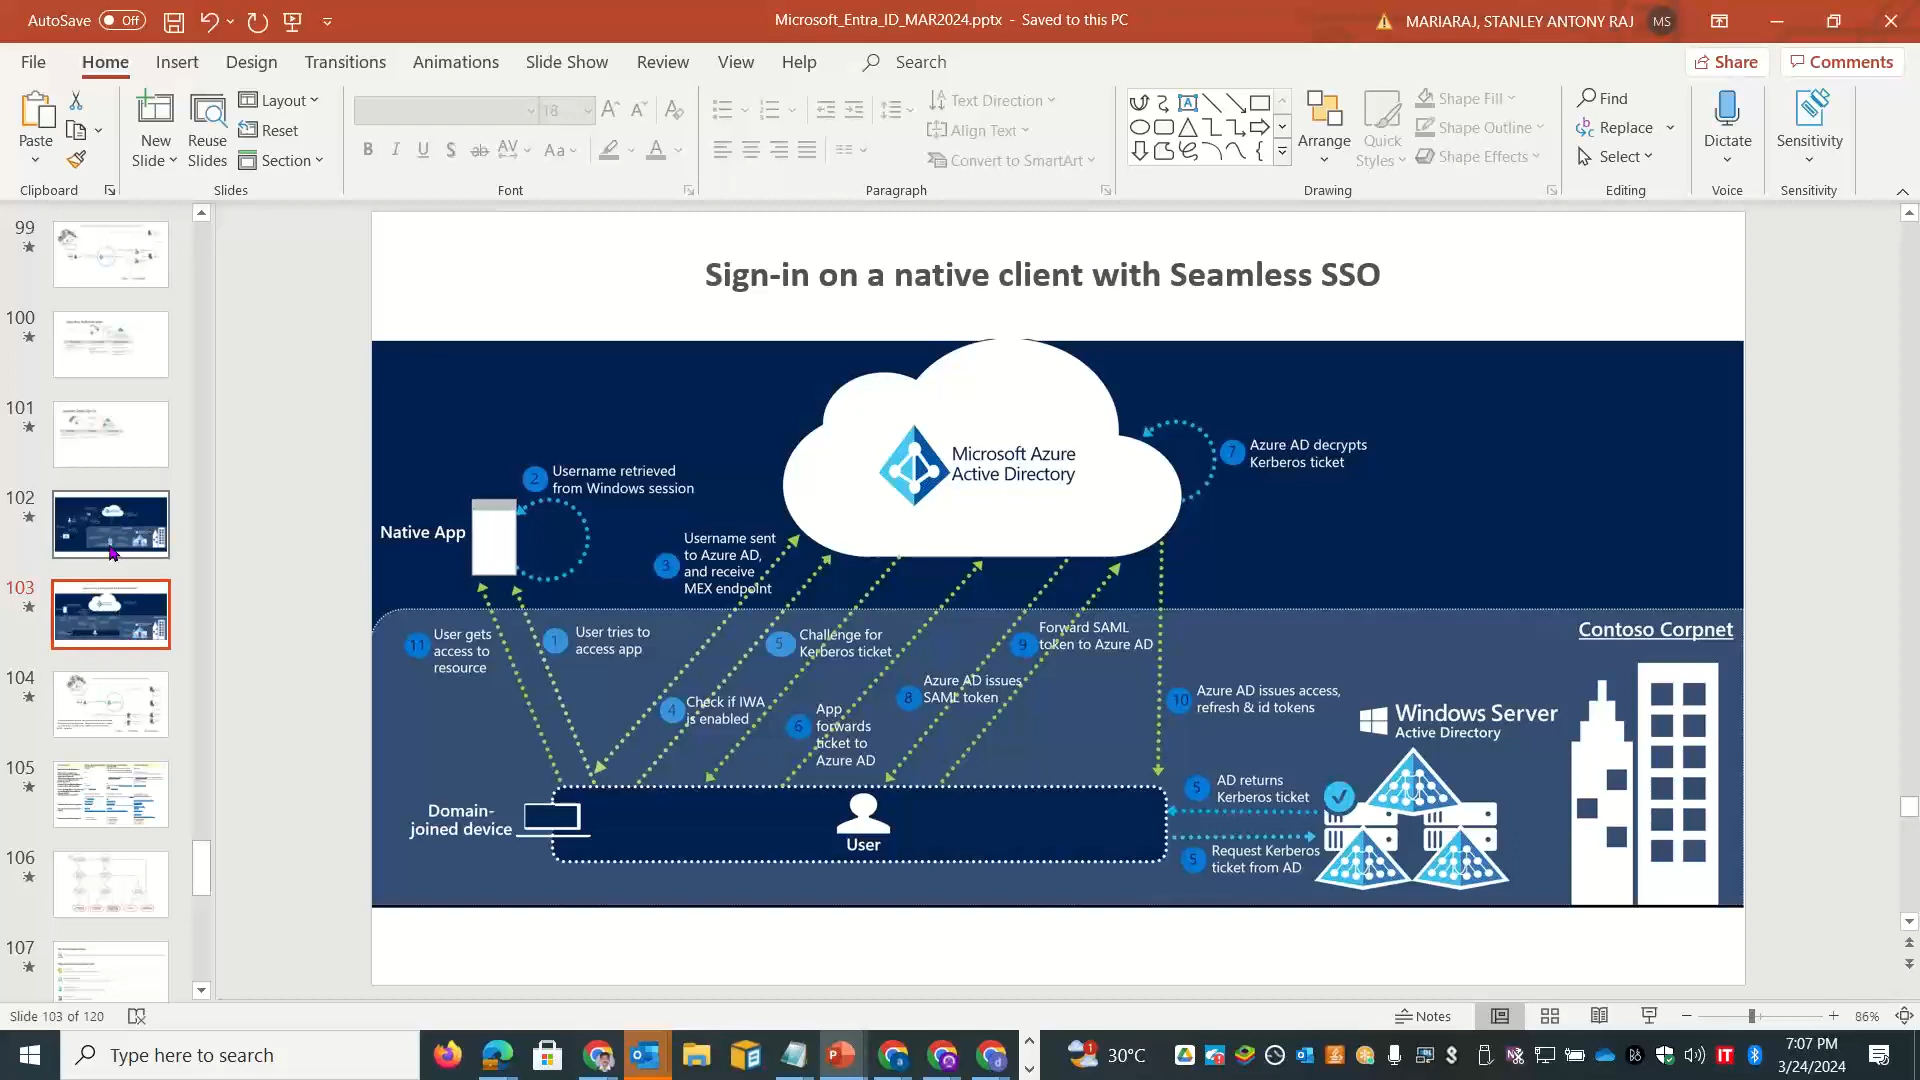 AutoSave Off
Microsoft_Entra_ID_MAR2024.pptx - Saved to this PC
MARIARAJ, STANLEY ANTONY RAJ MS
File Home Insert Design Transitions Animations Slide Show Review View Help Search
Share Comments
Paste
Clipboard
New Slide
Reuse Slides
Layout
Reset
Section
Slides
18
Font
Text Direction
Align Text
Convert to SmartArt
Paragraph
Arrange
Quick Styles
Shape Fill
Shape Outline
Shape Effects
Drawing
Find
Replace
Select
Editing
Dictate
Voice
Sensitivity
Sensitivity
99
100
101
102
103
104
105
106
107
Sign-in on a native client with Seamless SSO
Microsoft Azure
Active Directory
7 Azure AD decrypts
Kerberos ticket
2 Username retrieved
from Windows session
Native App
3 Username sent
to Azure AD,
and receive
MEX endpoint
11 User gets
access to
resource
1 User tries to
access app
5 Challenge for
Kerberos ticket
9 Forward SAML
token to Azure AD
Contoso Corpnet
4 Check if IWA
is enabled
6 App
forwards
ticket to
Azure AD
8 Azure AD issues
SAML token
10 Azure AD issues access,
refresh & id tokens
Windows Server
Active Directory
Domain-
joined device
User
5 AD returns
Kerberos ticket
5 Request Kerberos
ticket from AD
Slide 103 of 120
Notes
86%
Type here to search
30°C
7:07 PM
3/24/2024